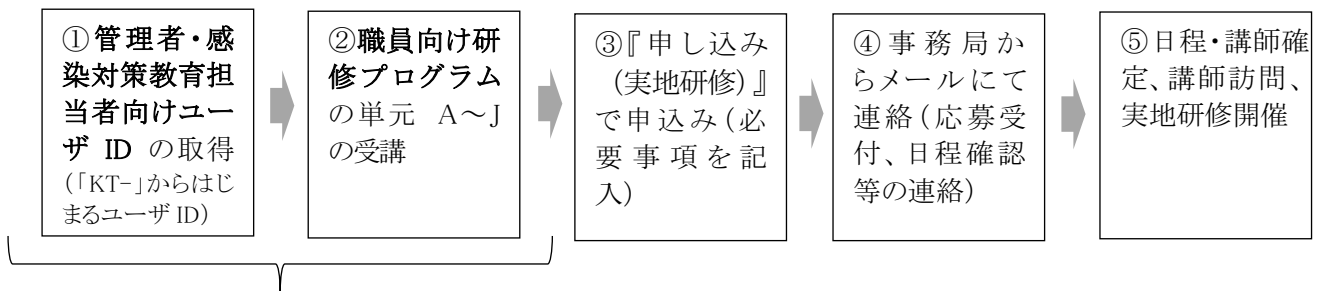 ①管理者・感
染対策教育担
当者向けユー
ザ ID の取得
(「KT-」からはじ
まるユーザ ID)
②職員向け研
修プログラム
の単元 A～J
の受講
③『申し込み
(実地研修)』
で申込み(必
要事項を記
入)
④事務局か
らメールにて
連絡(応募受
付、日程確認
等の連絡)
⑤日程・講師確
定、講師訪問、
実地研修開催